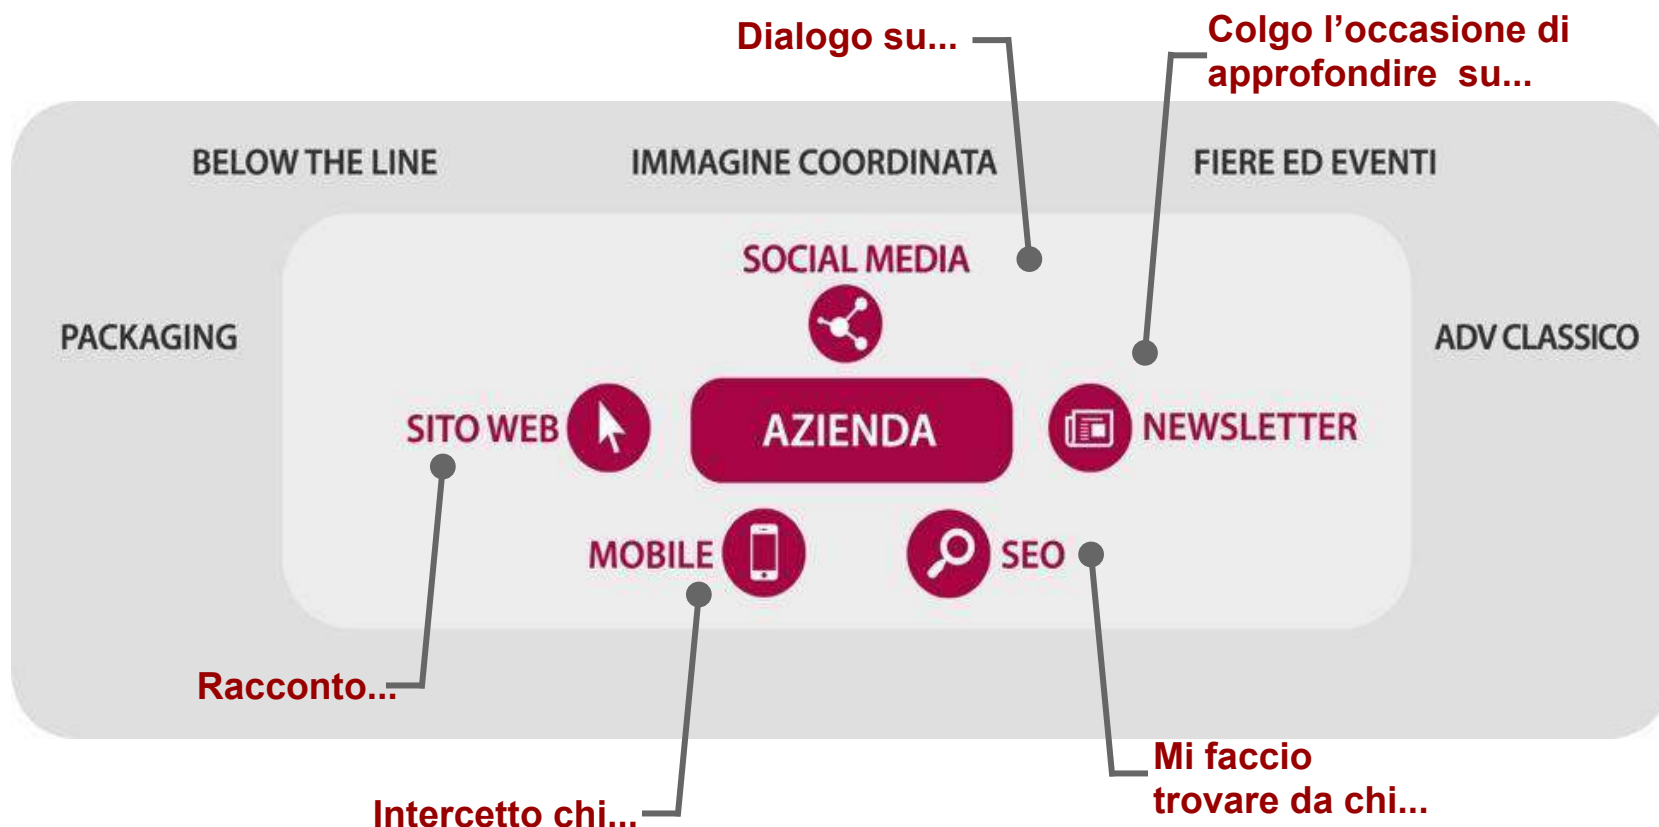 Dialogo su...
Colgo l’occasione di
approfondire su...
BELOW THE LINE
IMMAGINE COORDINATA
FIERE ED EVENTI
SOCIAL MEDIA
PACKAGING
ADV CLASSICO
SITO WEB
AZIENDA
NEWSLETTER
MOBILE
SEO
Racconto...
Mi faccio
trovare da chi...
Intercetto chi...